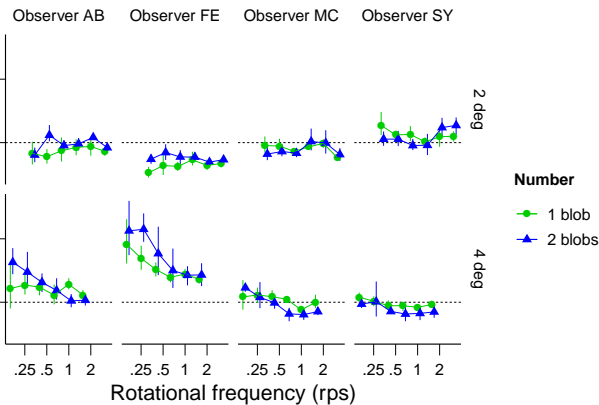 Observer AB Observer FE Observer MC Observer SY
2 deg
Number
1 blob
2 blobs
4 deg
.25 .5 1 2 .25 .5 1 2 .25 .5 1 2 .25 .5 1 2
Rotational frequency (rps)